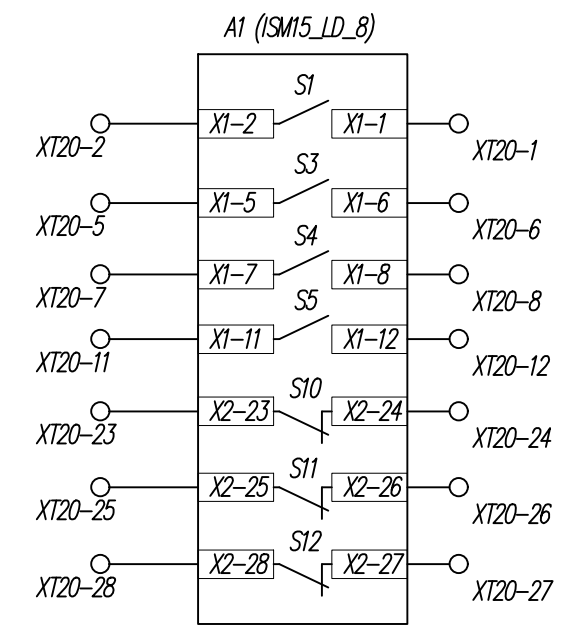 A1 (ISM15_LD_8)
S1
X1-2 X1-1
XT20-2 XT20-1
S3
X1-5 X1-6
XT20-5 XT20-6
S4
X1-7 X1-8
XT20-7 XT20-8
S5
X1-11 X1-12
XT20-11 XT20-12
S10
X2-23 X2-24
XT20-23 XT20-24
S11
X2-25 X2-26
XT20-25 XT20-26
S12
X2-28 X2-27
XT20-28 XT20-27